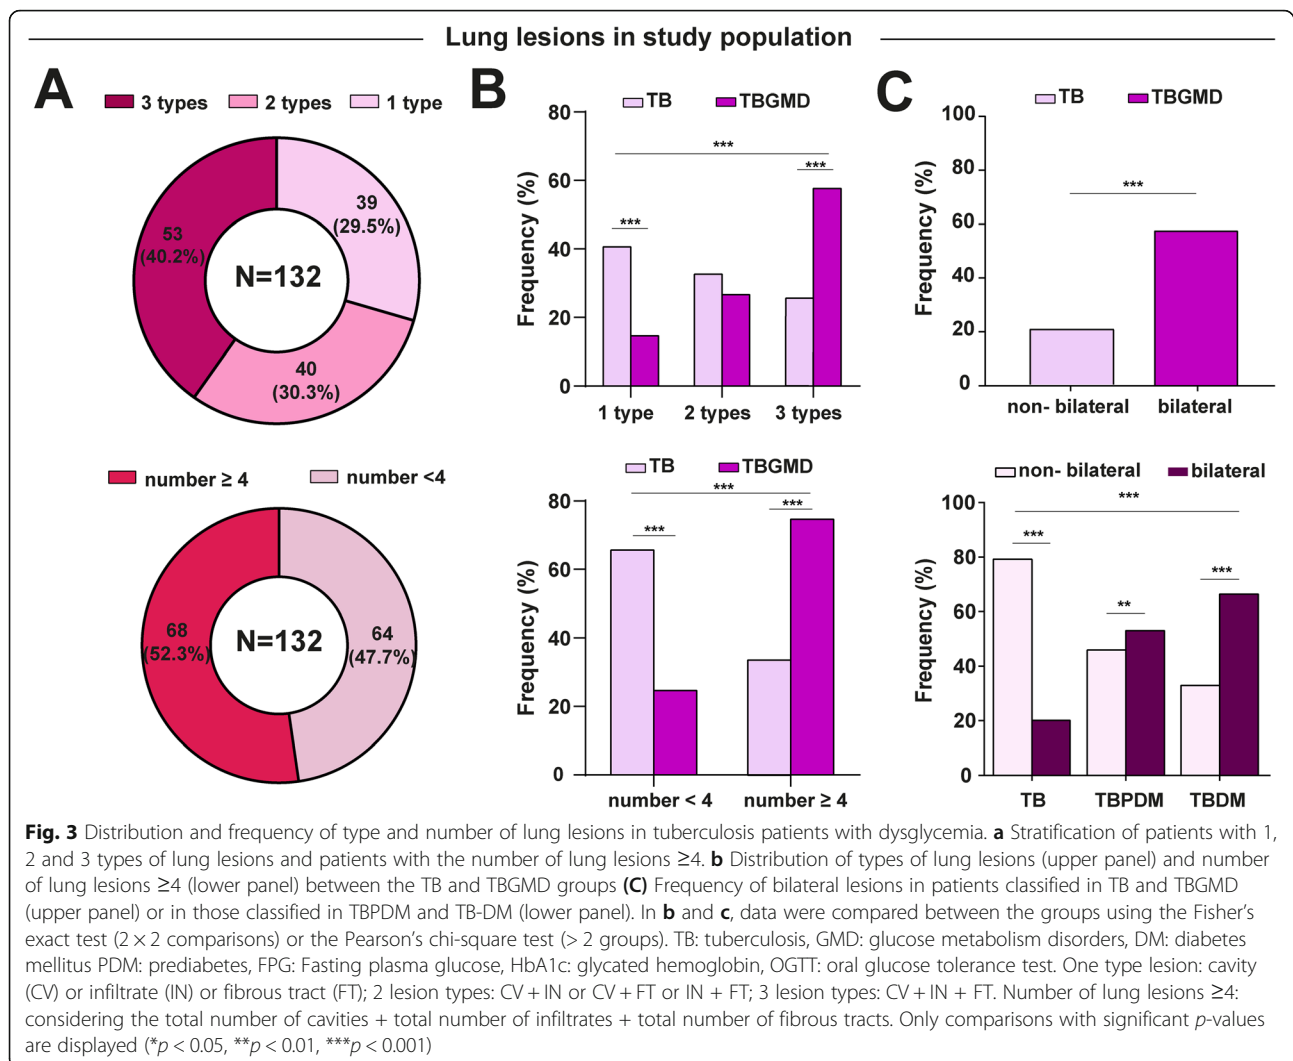 Lung lesions in study population
A
3 types
2 types
1 type
53
(40.2%)
39
(29.5%)
40
(30.3%)
N=132
number ≥ 4
number <4
68
(52.3%)
64
(47.7%)
N=132
B
TB
TBGMD
Frequency (%)
80
60
40
20
0
***
***
***
1 type
2 types
3 types
TB
TBGMD
Frequency (%)
80
60
40
20
0
***
***
***
number < 4
number ≥ 4
C
TB
TBGMD
Frequency (%)
100
80
60
40
20
0
***
non- bilateral
bilateral
non- bilateral
bilateral
Frequency (%)
100
80
60
40
20
0
***
***
**
***
TB
TBPDM
TBDM
Fig. 3 Distribution and frequency of type and number of lung lesions in tuberculosis patients with dysglycemia. a Stratification of patients with 1,
2 and 3 types of lung lesions and patients with the number of lung lesions ≥4. b Distribution of types of lung lesions (upper panel) and number
of lung lesions ≥4 (lower panel) between the TB and TBGMD groups (C) Frequency of bilateral lesions in patients classified in TB and TBGMD
(upper panel) or in those classified in TBPDM and TB-DM (lower panel). In b and c, data were compared between the groups using the Fisher's
exact test (2 × 2 comparisons) or the Pearson's chi-square test (> 2 groups). TB: tuberculosis, GMD: glucose metabolism disorders, DM: diabetes
mellitus PDM: prediabetes, FPG: Fasting plasma glucose, HbA1c: glycated hemoglobin, OGTT: oral glucose tolerance test. One type lesion: cavity
(CV) or infiltrate (IN) or fibrous tract (FT); 2 lesion types: CV + IN or CV + FT or IN + FT; 3 lesion types: CV + IN + FT. Number of lung lesions ≥4:
considering the total number of cavities + total number of infiltrates + total number of fibrous tracts. Only comparisons with significant p-values
are displayed (*p < 0.05, **p < 0.01, ***p < 0.001)